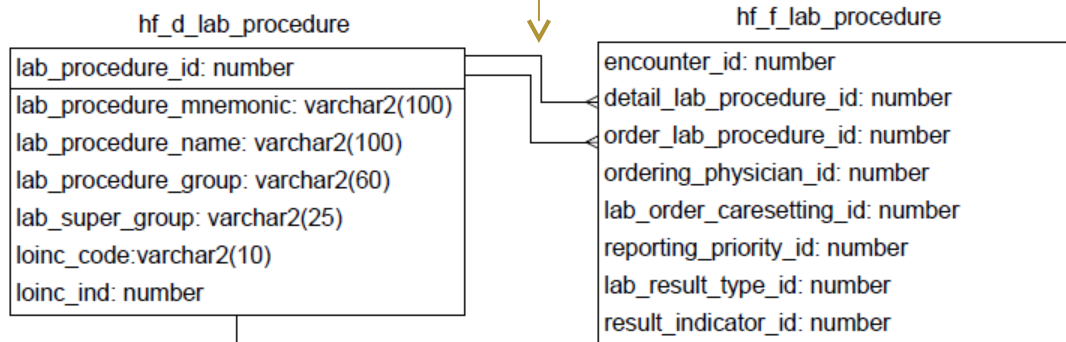 hf_d_lab_procedure
lab_procedure_id: number
lab_procedure_mnemonic: varchar2(100)
lab_procedure_name: varchar2(100)
lab_procedure_group: varchar2(60)
lab_super_group: varchar2(25)
loinc_code:varchar2(10)
loinc_ind: number
hf_f_lab_procedure
encounter_id: number
detail_lab_procedure_id: number
order_lab_procedure_id: number
ordering_physician_id: number
lab_order_caresetting_id: number
reporting_priority_id: number
lab_result_type_id: number
result_indicator_id: number